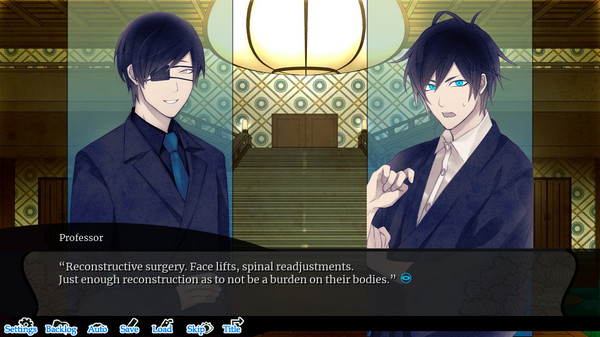 Professor
“Reconstructive surgery. Face lifts, spinal readjustments.
Just enough reconstruction as to not be a burden on their bodies.”
Settings Backlog Auto Save Load Skip Title